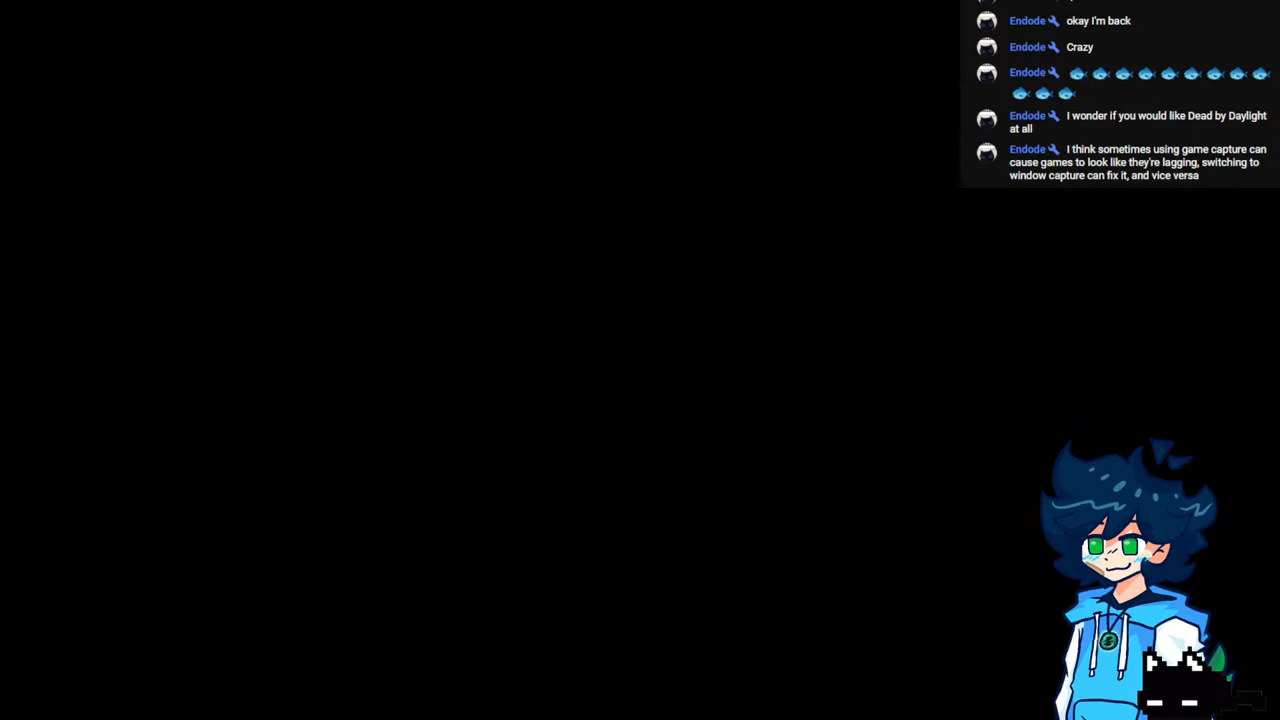 Endode okay I'm back
Endode Crazy
Endode 🐟🐟🐟🐟🐟🐟🐟🐟🐟
🐟🐟🐟
Endode I wonder if you would like Dead by Daylight
at all
Endode I think sometimes using game capture can
cause games to look like they're lagging, switching to
window capture can fix it, and vice versa